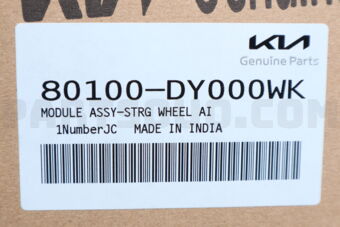 KIA
Genuine Parts
80100-DY000WK
MODULE ASSY-STRG WHEEL AI
1NumberJC MADE IN INDIA